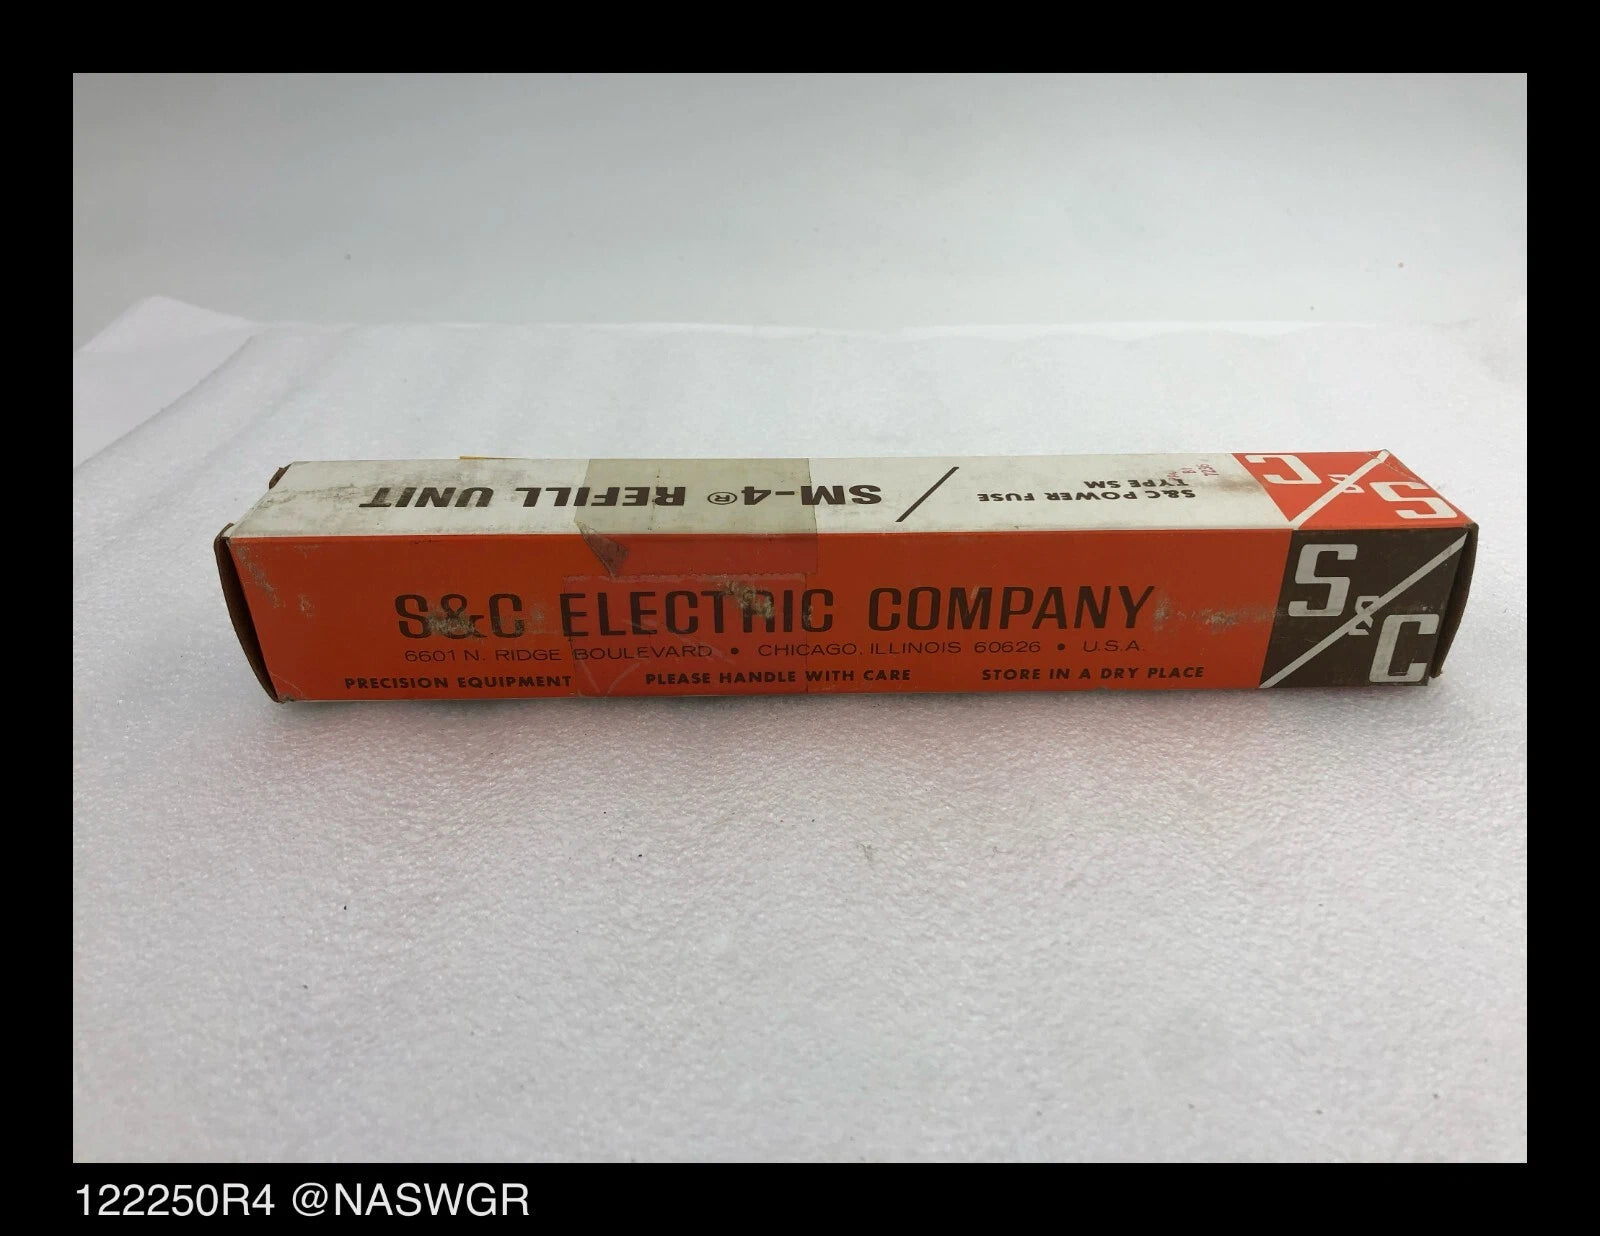 SM-4® REFILL UNIT
S&C POWER FUSE
TYPE SM
S&C
S&C ELECTRIC COMPANY
6601 N. RIDGE BOULEVARD • CHICAGO, ILLINOIS 60626 • U.S.A.
PRECISION EQUIPMENT PLEASE HANDLE WITH CARE STORE IN A DRY PLACE
S&C
122250R4 @NASWGR